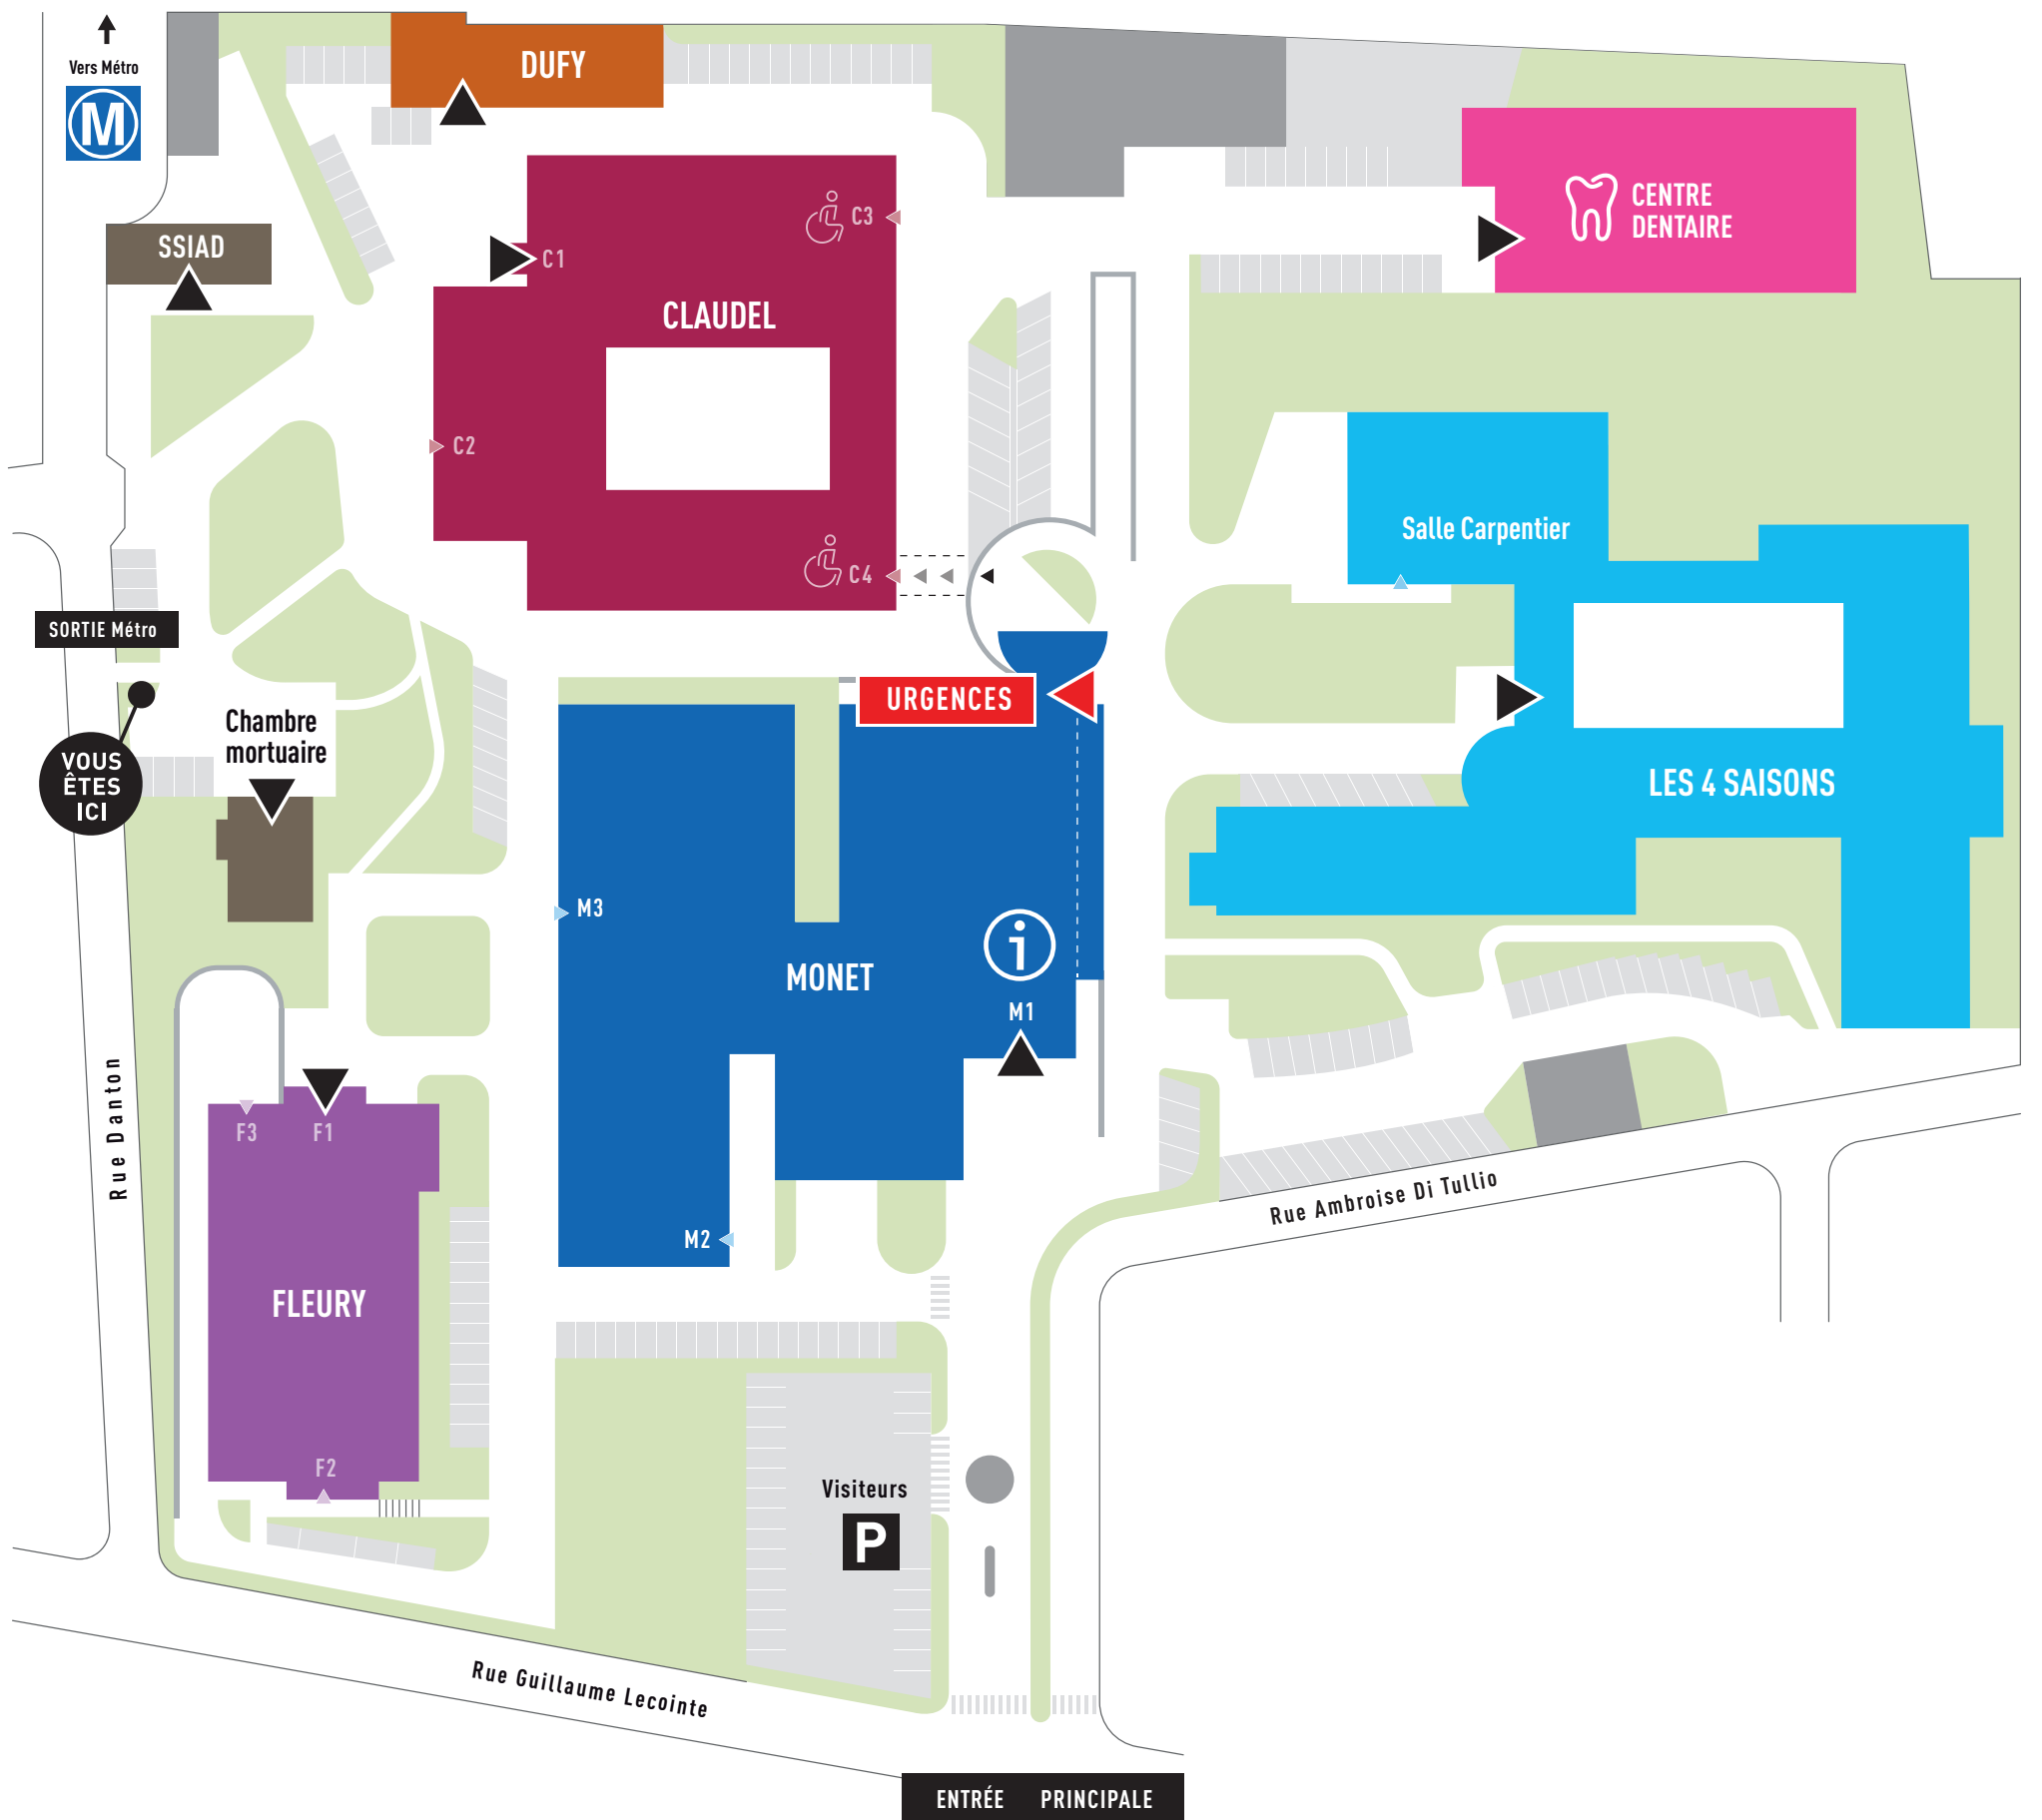 Vers Métro
M
DUFY
SSIAD
C1
C3
CLAUDEL
C2
C4
CENTRE
DENTAIRE
Salle Carpentier
SORTIE Métro
VOUS
ÊTES
ICI
Chambre
mortuaire
URGENCES
LES 4 SAISONS
M3
MONET
i
M1
M2
Rue Danton
F3
F1
FLEURY
F2
Rue Ambroise Di Tullio
Visiteurs
P
Rue Guillaume Lecointe
ENTRÉE PRINCIPALE